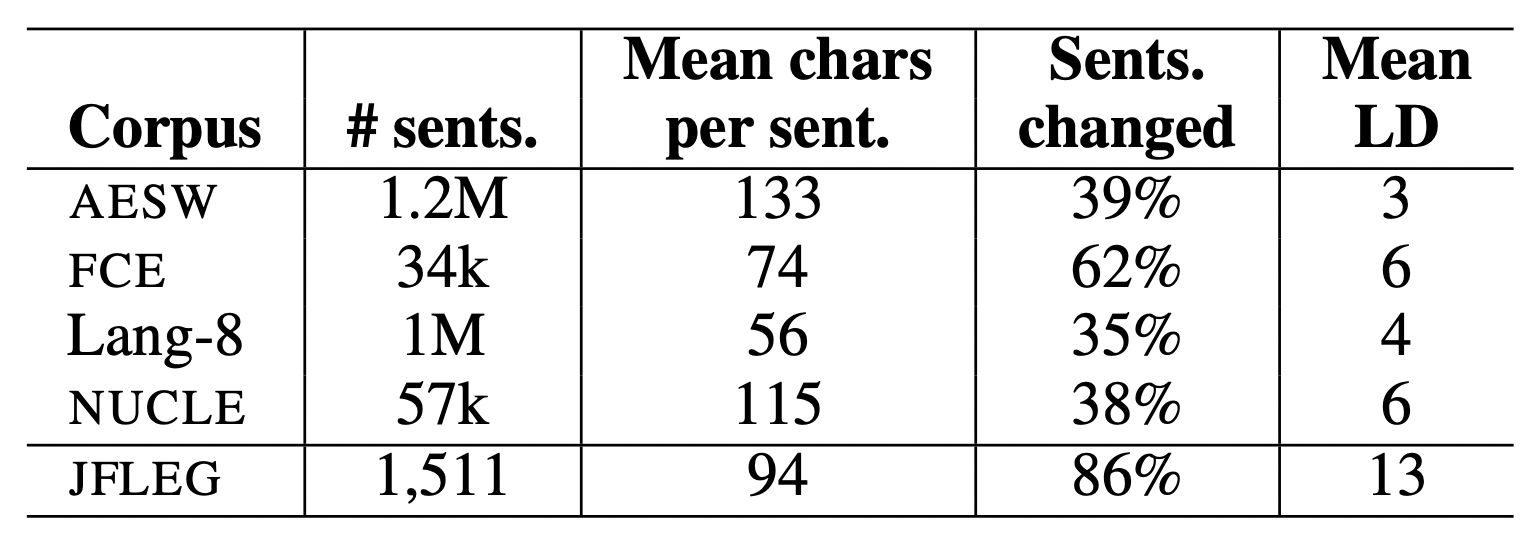 Corpus # sents. Mean chars per sent. Sents. changed Mean LD
AESW 1.2M 133 39% 3
FCE 34k 74 62% 6
Lang-8 1M 56 35% 4
NUCLE 57k 115 38% 6
JFLEG 1,511 94 86% 13